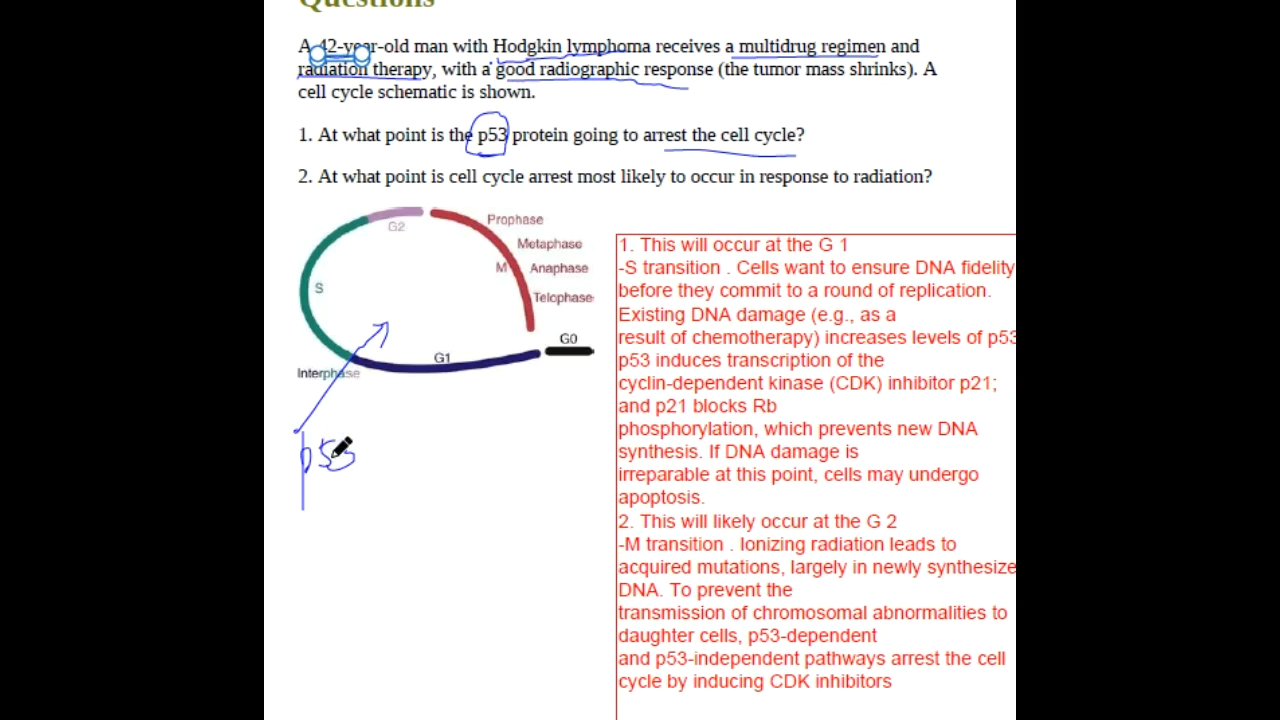 Questions
A 42-year-old man with Hodgkin lymphoma receives a multidrug regimen and
radiation therapy, with a good radiographic response (the tumor mass shrinks). A
cell cycle schematic is shown.
1. At what point is the p53 protein going to arrest the cell cycle?
2. At what point is cell cycle arrest most likely to occur in response to radiation?
G2
Prophase
Metaphase
M
Anaphase
S
Telophase
G0
G1
Interphase
p53
1. This will occur at the G 1
-S transition . Cells want to ensure DNA fidelity
before they commit to a round of replication.
Existing DNA damage (e.g., as a
result of chemotherapy) increases levels of p53
p53 induces transcription of the
cyclin-dependent kinase (CDK) inhibitor p21;
and p21 blocks Rb
phosphorylation, which prevents new DNA
synthesis. If DNA damage is
irreparable at this point, cells may undergo
apoptosis.
2. This will likely occur at the G 2
-M transition . Ionizing radiation leads to
acquired mutations, largely in newly synthesize
DNA. To prevent the
transmission of chromosomal abnormalities to
daughter cells, p53-dependent
and p53-independent pathways arrest the cell
cycle by inducing CDK inhibitors